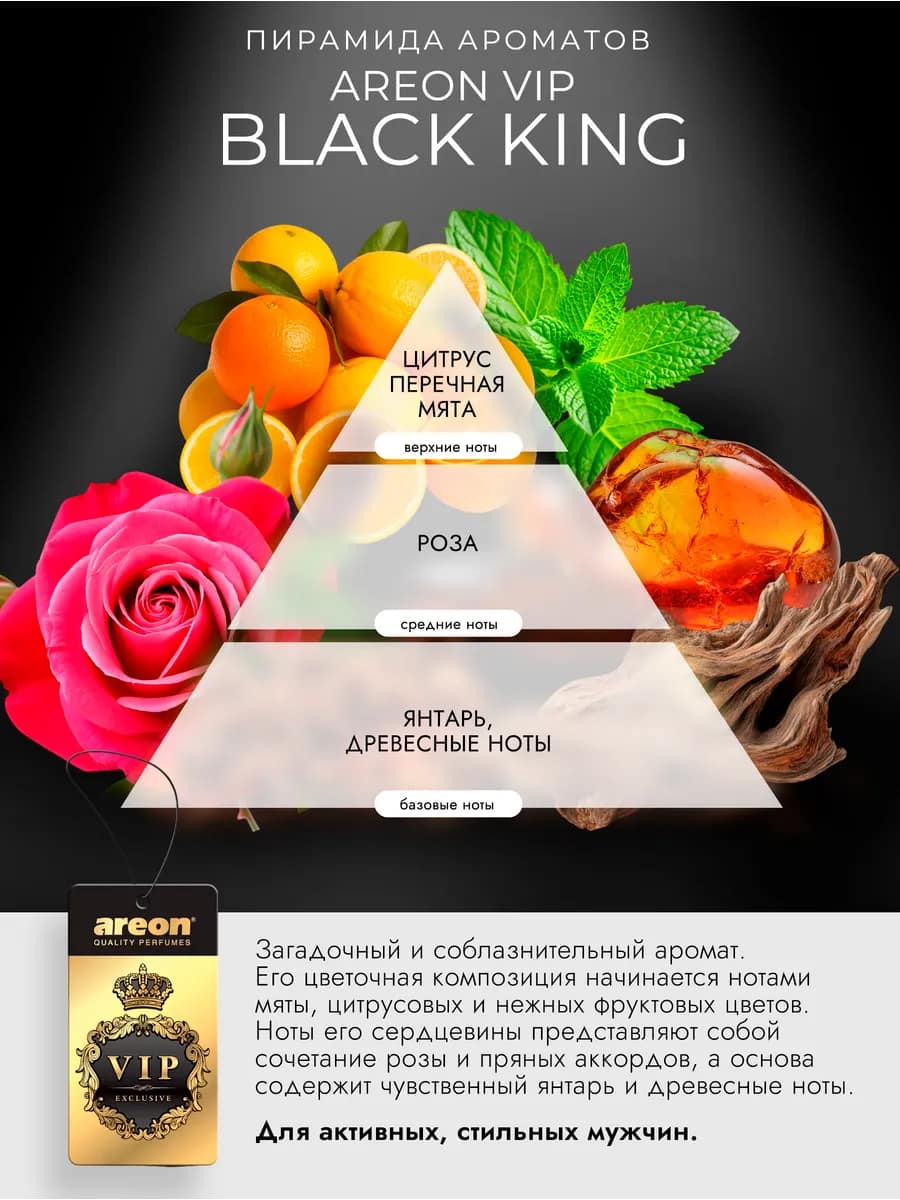 ПИРАМИДА АРОМАТОВ
AREON VIP
BLACK KING
ЦИТРУС
ПЕРЕЧНАЯ
МЯТА
верхние ноты
РОЗА
средние ноты
ЯНТАРЬ,
ДРЕВЕСНЫЕ НОТЫ
базовые ноты
areon®
QUALITY PERFUMES
VIP
EXCLUSIVE
Загадочный и соблазнительный аромат.
Его цветочная композиция начинается нотами
мяты, цитрусовых и нежных фруктовых цветов.
Ноты его сердцевины представляют собой
сочетание розы и пряных аккордов, а основа
содержит чувственный янтарь и древесные ноты.
Для активных, стильных мужчин.